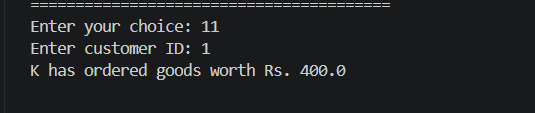 ========================================
Enter your choice: 11
Enter customer ID: 1
K has ordered goods worth Rs. 400.0